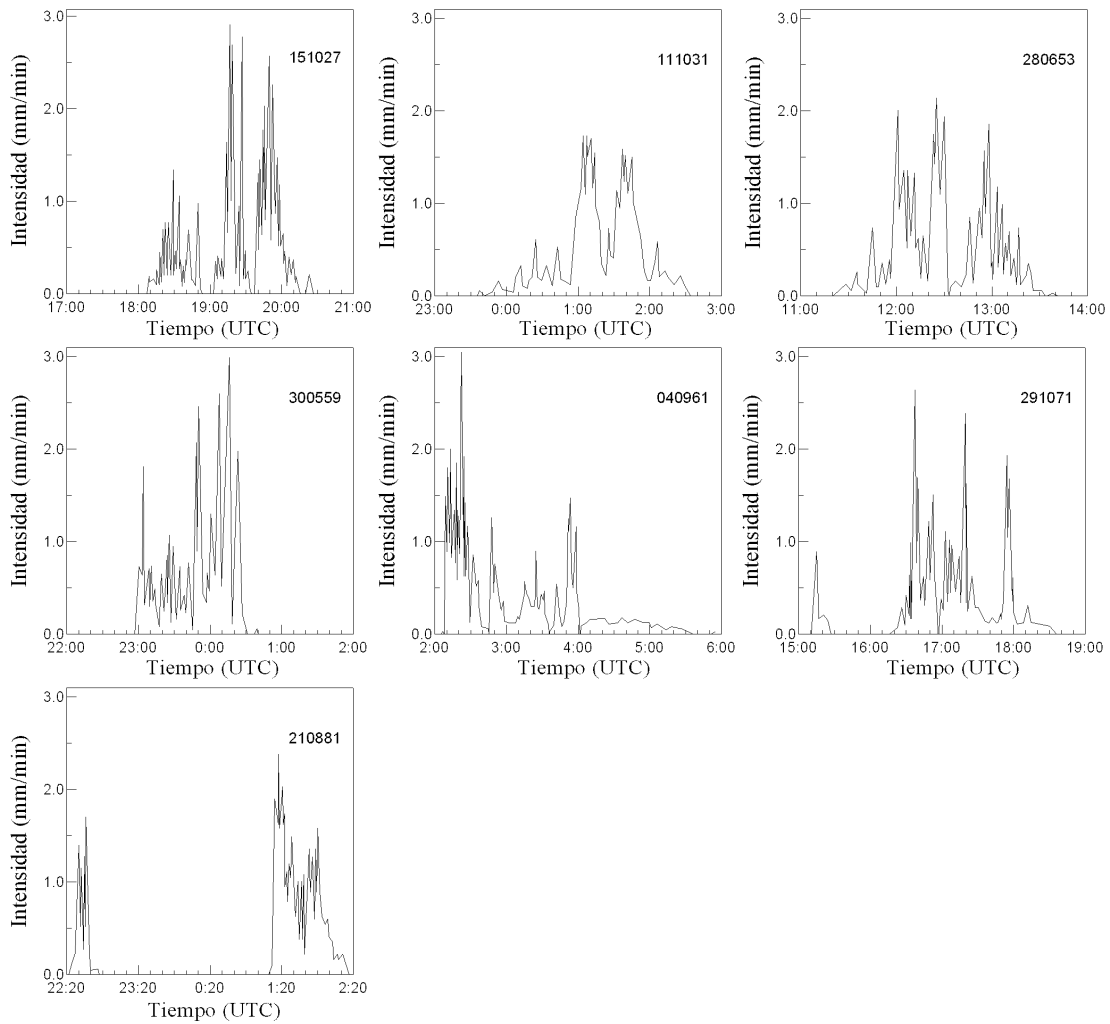 3.0
151027
2.0
1.0
0.0
17:00 18:00 19:00 20:00 21:00
Intensidad (mm/min)
Tiempo (UTC)
3.0
111031
2.0
1.0
0.0
23:00 0:00 1:00 2:00 3:00
Intensidad (mm/min)
Tiempo (UTC)
3.0
280653
2.0
1.0
0.0
11:00 12:00 13:00 14:00
Intensidad (mm/min)
Tiempo (UTC)
3.0
300559
2.0
1.0
0.0
22:00 23:00 0:00 1:00 2:00
Intensidad (mm/min)
Tiempo (UTC)
3.0
040961
2.0
1.0
0.0
2:00 3:00 4:00 5:00 6:00
Intensidad (mm/min)
Tiempo (UTC)
3.0
291071
2.0
1.0
0.0
15:00 16:00 17:00 18:00 19:00
Intensidad (mm/min)
Tiempo (UTC)
3.0
210881
2.0
1.0
0.0
22:20 23:20 0:20 1:20 2:20
Intensidad (mm/min)
Tiempo (UTC)